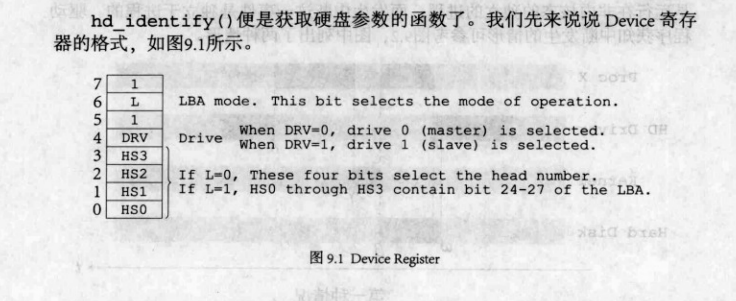 hd_identify()便是获取硬盘参数的函数了。我们先来说说 Device 寄存
器的格式，如图9.1所示。
7 1
6 L LBA mode. This bit selects the mode of operation.
5 1
4 DRV Drive When DRV=0, drive 0 (master) is selected.
When DRV=1, drive 1 (slave) is selected.
3 HS3
2 HS2 If L=0, These four bits select the head number.
1 HS1 If L=1, HS0 through HS3 contain bit 24-27 of the LBA.
0 HS0
图 9.1 Device Register